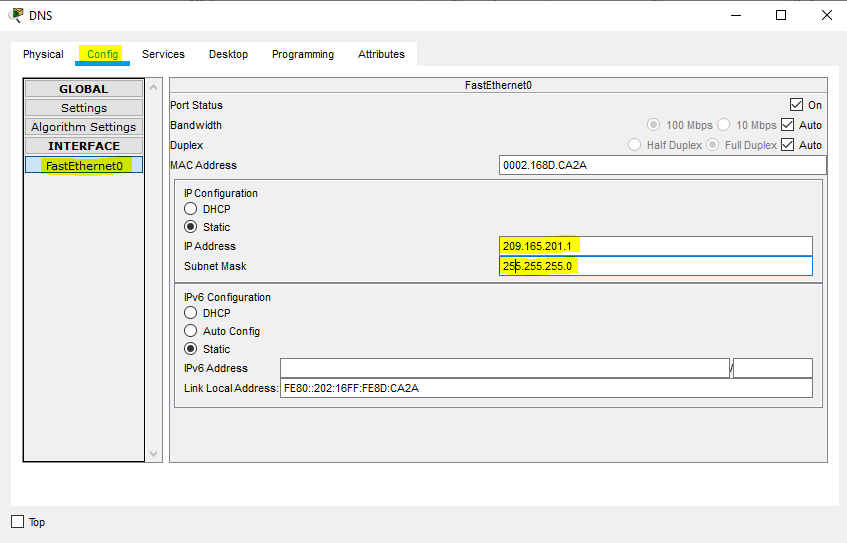 DNS
Physical Config Services Desktop Programming Attributes
GLOBAL
Settings
Algorithm Settings
INTERFACE
FastEthernet0
FastEthernet0
Port Status On
Bandwidth 100 Mbps 10 Mbps Auto
Duplex Half Duplex Full Duplex Auto
MAC Address 0002.168D.CA2A
IP Configuration
DHCP
Static
IP Address 209.165.201.1
Subnet Mask 255.255.255.0
IPv6 Configuration
DHCP
Auto Config
Static
IPv6 Address /
Link Local Address: FE80::202:16FF:FE8D:CA2A
Top